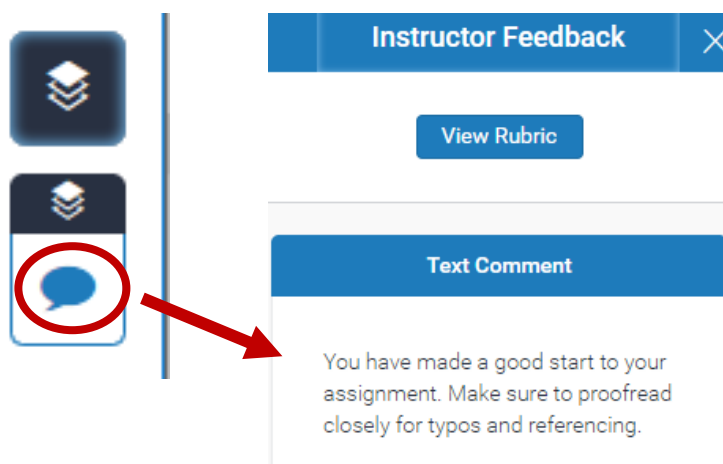 Instructor Feedback
View Rubric
Text Comment
You have made a good start to your
assignment. Make sure to proofread
closely for typos and referencing.